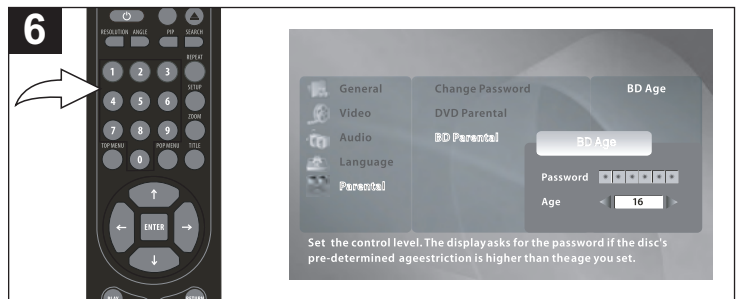 6
RESOLUTION ANGLE PIP SEARCH
REPEAT
1 2 3
SETUP
4 5 6
ZOOM
7 8 9
TOP MENU POP MENU TITLE
0
↑
← ENTER →
↓
PLAY RETURN
General Change Password BD Age
Video DVD Parental
Audio BD Parental BD Age
Language
Password * * * * * *
Parental
Age < 16 >
Set the control level. The displayasks for the password if the disc's
pre-determined ageestriction is higher than theage you set.